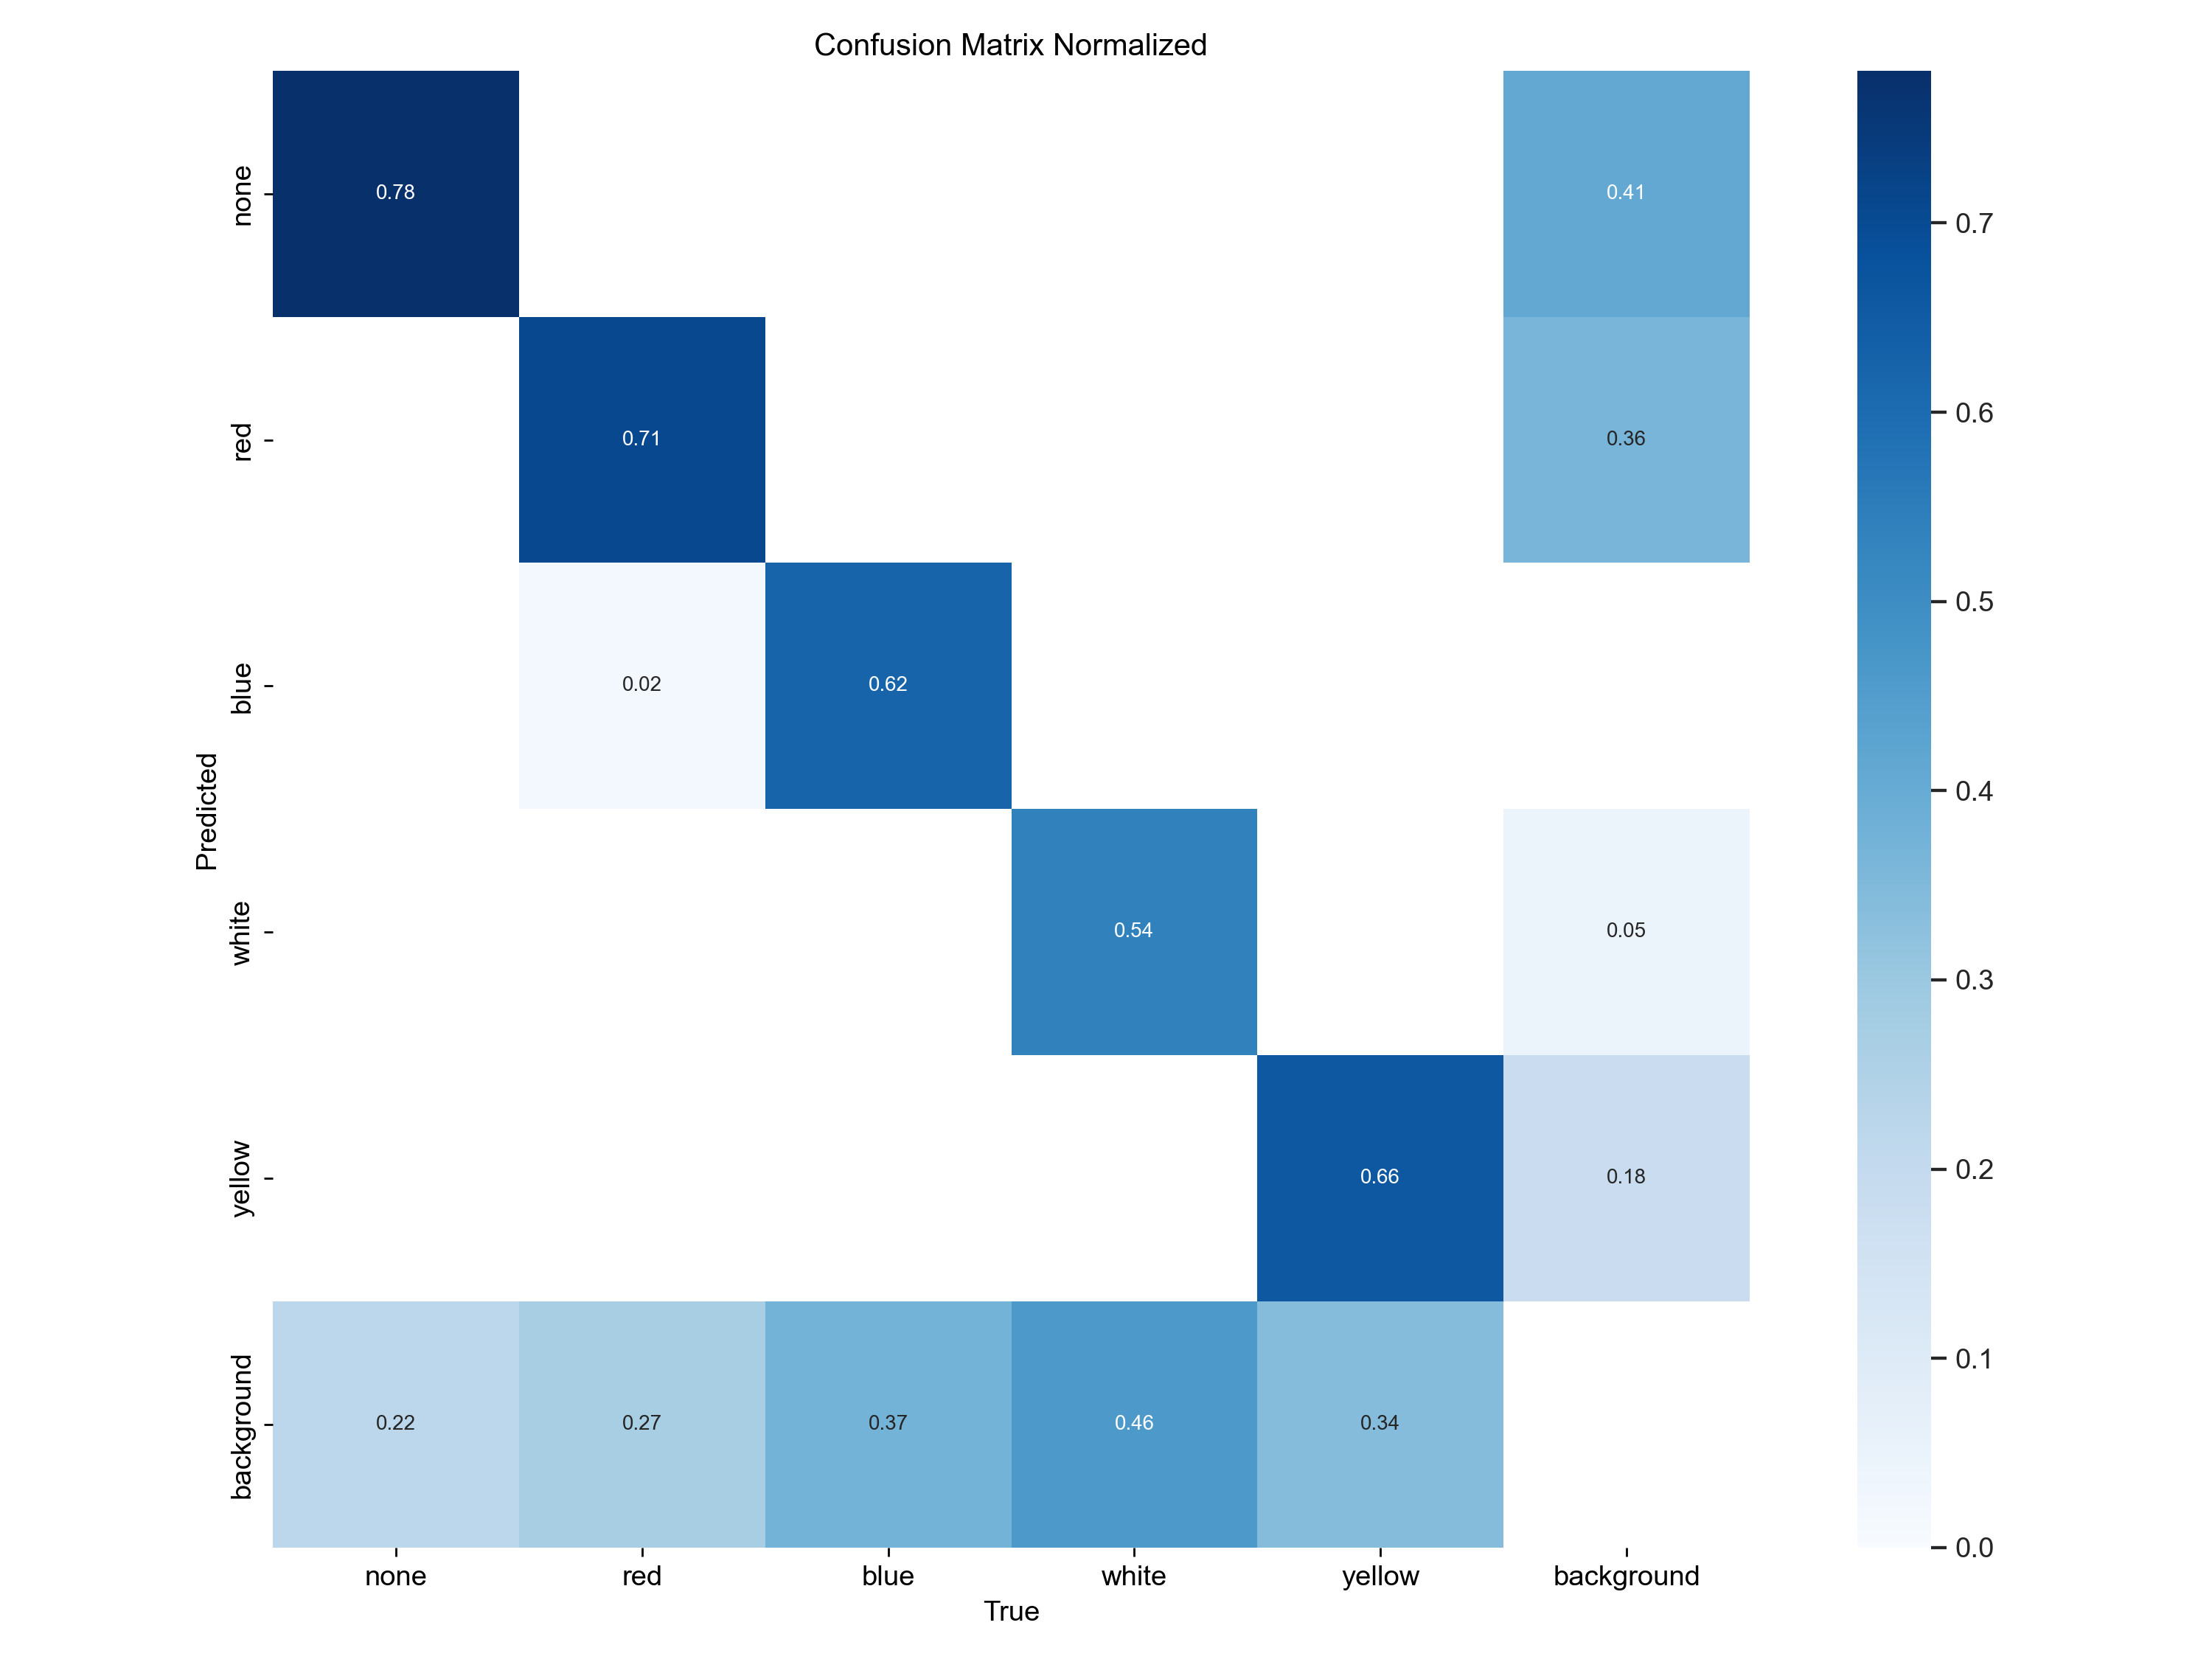 Confusion Matrix Normalized
none
0.78
0.41
red
0.71
0.36
blue
0.02
0.62
white
0.54
0.05
yellow
0.66
0.18
background
0.22
0.27
0.37
0.46
0.34
Predicted
none
red
blue
white
yellow
background
True
0.7
0.6
0.5
0.4
0.3
0.2
0.1
0.0